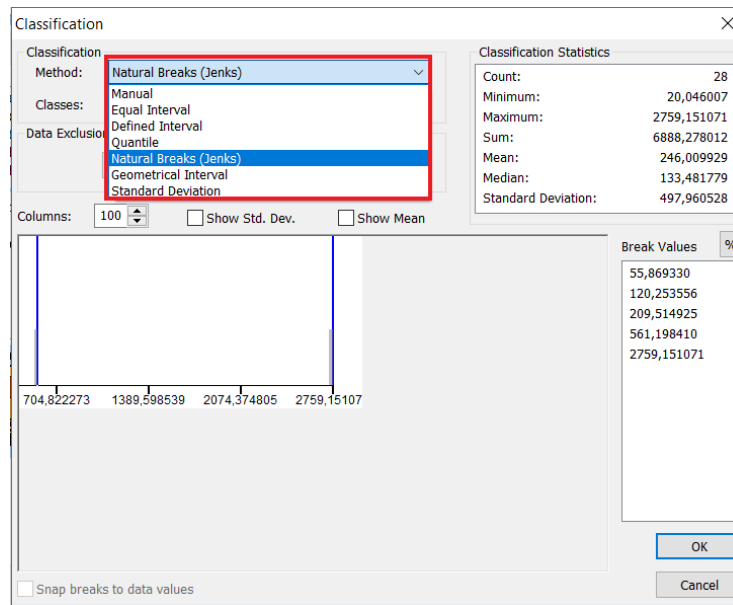 Classification
Classification
Method:
Natural Breaks (Jenks)
Manual
Equal Interval
Defined Interval
Quantile
Natural Breaks (Jenks)
Geometrical Interval
Standard Deviation
Classes:
Data Exclusion
Columns:
100
Show Std. Dev.
Show Mean
Classification Statistics
Count: 28
Minimum: 20,046007
Maximum: 2759,151071
Sum: 6888,278012
Mean: 246,009929
Median: 133,481779
Standard Deviation: 497,960528
704,822273 1389,598539 2074,374805 2759,15107
Break Values %
55,869330
120,253556
209,514925
561,198410
2759,151071
OK
Cancel
Snap breaks to data values